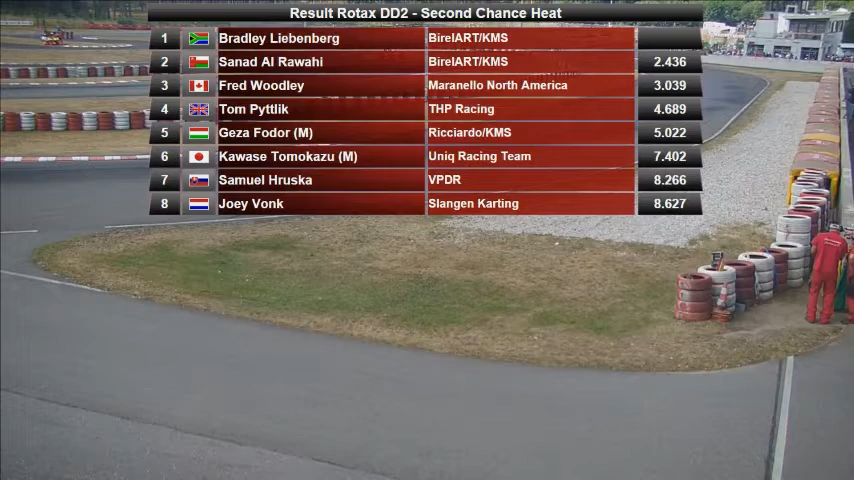 Result Rotax DD2 - Second Chance Heat
1 Bradley Liebenberg BirelART/KMS
2 Sanad Al Rawahi BirelART/KMS 2.436
3 Fred Woodley Maranello North America 3.039
4 Tom Pyttlik THP Racing 4.689
5 Geza Fodor (M) Ricciardo/KMS 5.022
6 Kawase Tomokazu (M) Uniq Racing Team 7.402
7 Samuel Hruska VPDR 8.266
8 Joey Vonk Slangen Karting 8.627